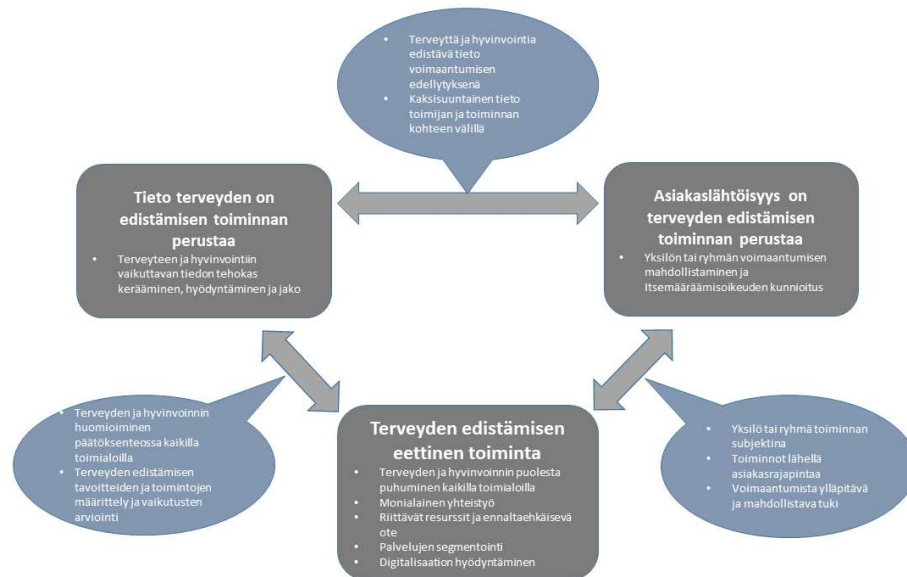 • Terveyttä ja hyvinvointia
edistävä tieto
voimaantumisen
edellytyksenä
• Kaksisuuntainen tieto
toimijan ja toiminnan
kohteen välillä
Tieto terveyden on
edistämisen toiminnan
perustaa
• Terveyteen ja hyvinvointiin
vaikuttavan tiedon tehokas
kerääminen, hyödyntäminen ja jako
Asiakaslähtöisyys on
terveyden edistämisen
toiminnan perustaa
• Yksilön tai ryhmän voimaantumisen
mahdollistaminen ja
Itsemääräämisoikeuden kunnioitus
• Terveyden ja hyvinvoinnin
huomioiminen
päätöksenteossa kaikilla
toimialoilla
• Terveyden edistämisen
tavoitteiden ja toimintojen
määrittely ja vaikutusten
arviointi
Terveyden edistämisen
eettinen toiminta
• Terveyden ja hyvinvoinnin puolesta
puhuminen kaikilla toimialoilla
• Monialainen yhteistyö
• Riittävät resurssit ja ennaltaehkäisevä
ote
• Palvelujen segmentointi
• Digitalisaation hyödyntäminen
• Yksilö tai ryhmä toiminnan
subjektina
• Toiminnot lähellä
asiakasrajapintaa
• Voimaantumista ylläpitävä
ja mahdollistava tuki